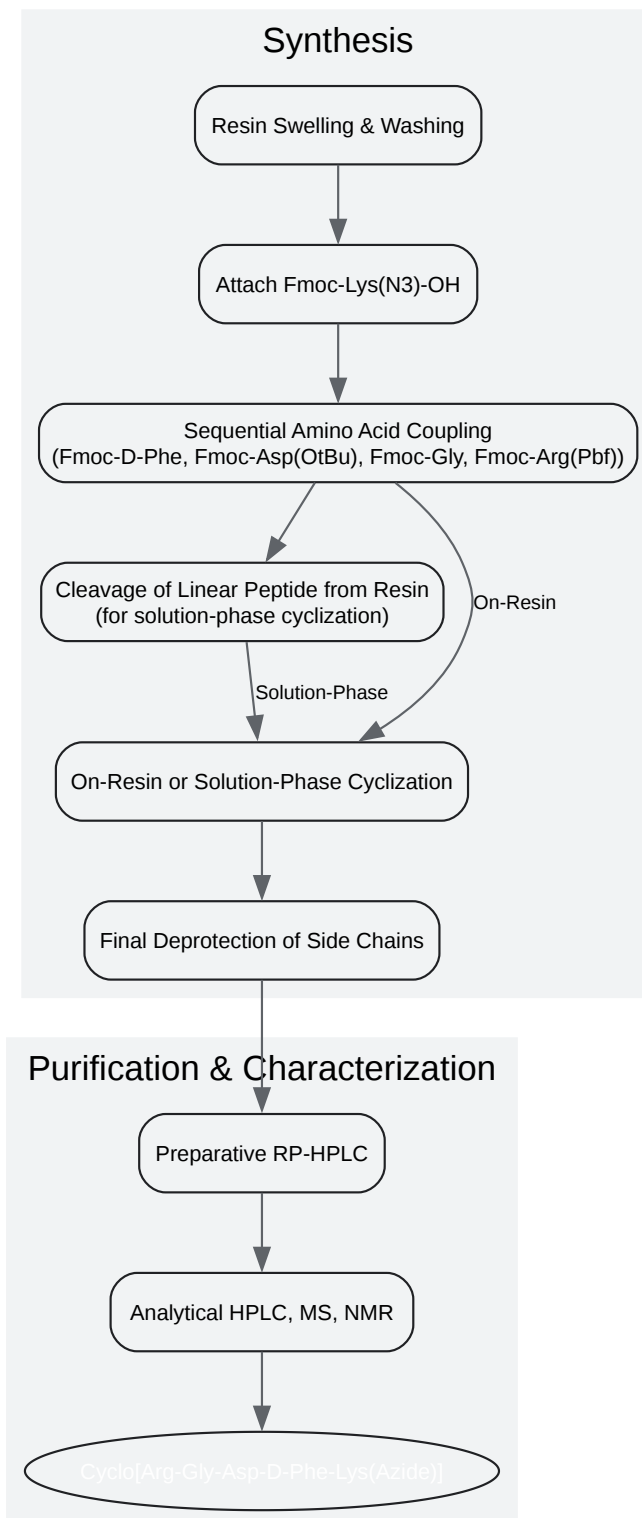 Synthesis
Resin Swelling & Washing
Attach Fmoc-Lys(N3)-OH
Sequential Amino Acid Coupling
(Fmoc-D-Phe, Fmoc-Asp(OtBu), Fmoc-Gly, Fmoc-Arg(Pbf))
Cleavage of Linear Peptide from Resin
(for solution-phase cyclization)
On-Resin
Solution-Phase
On-Resin or Solution-Phase Cyclization
Final Deprotection of Side Chains
Purification & Characterization
Preparative RP-HPLC
Analytical HPLC, MS, NMR
Cyclo[Arg-Gly-Asp-D-Phe-Lys(Azide)]